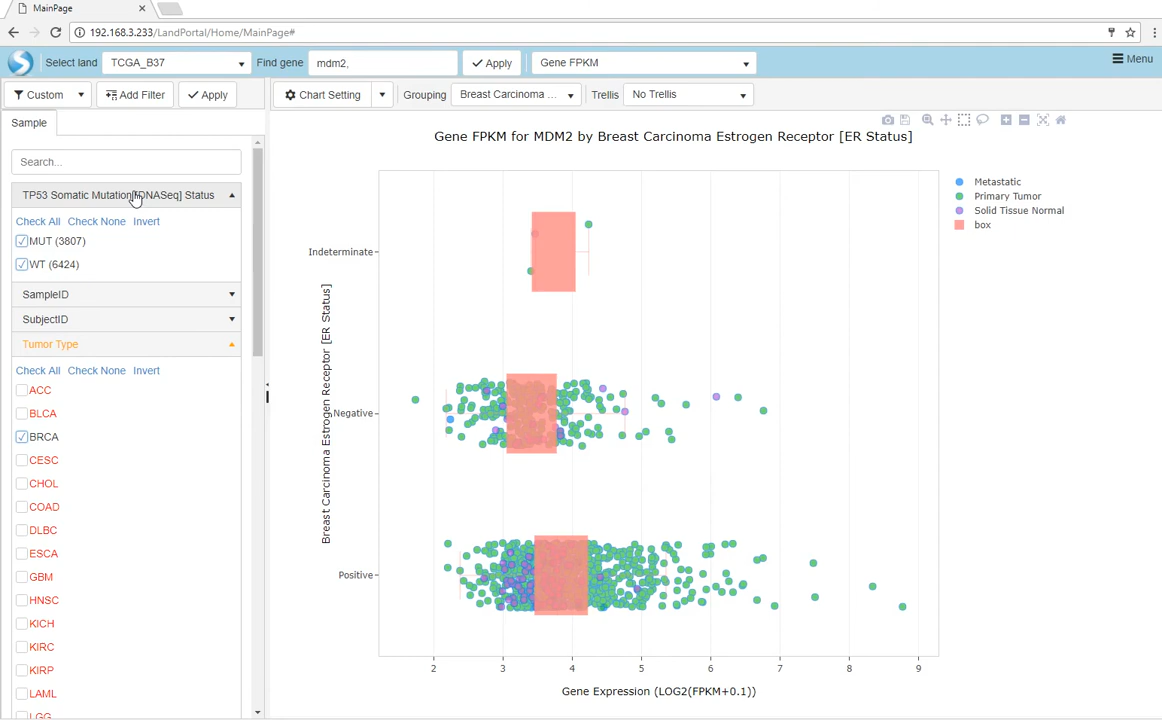 MainPage
192.168.3.233/LandPortal/Home/MainPage#
Select land TCGA_B37 Find gene mdm2, Apply Gene FPKM Menu
Custom Add Filter Apply Chart Setting Grouping Breast Carcinoma ... Trellis No Trellis
Sample
Search...
TP53 Somatic Mutation[DNASeq] Status
Check All Check None Invert
MUT (3807)
WT (6424)
SampleID
SubjectID
Tumor Type
Check All Check None Invert
ACC
BLCA
BRCA
CESC
CHOL
COAD
DLBC
ESCA
GBM
HNSC
KICH
KIRC
KIRP
LAML
LGG
Gene FPKM for MDM2 by Breast Carcinoma Estrogen Receptor [ER Status]
Metastatic
Primary Tumor
Solid Tissue Normal
box
Breast Carcinoma Estrogen Receptor [ER Status]
Indeterminate
Negative
Positive
2 3 4 5 6 7 8 9
Gene Expression (LOG2(FPKM+0.1))